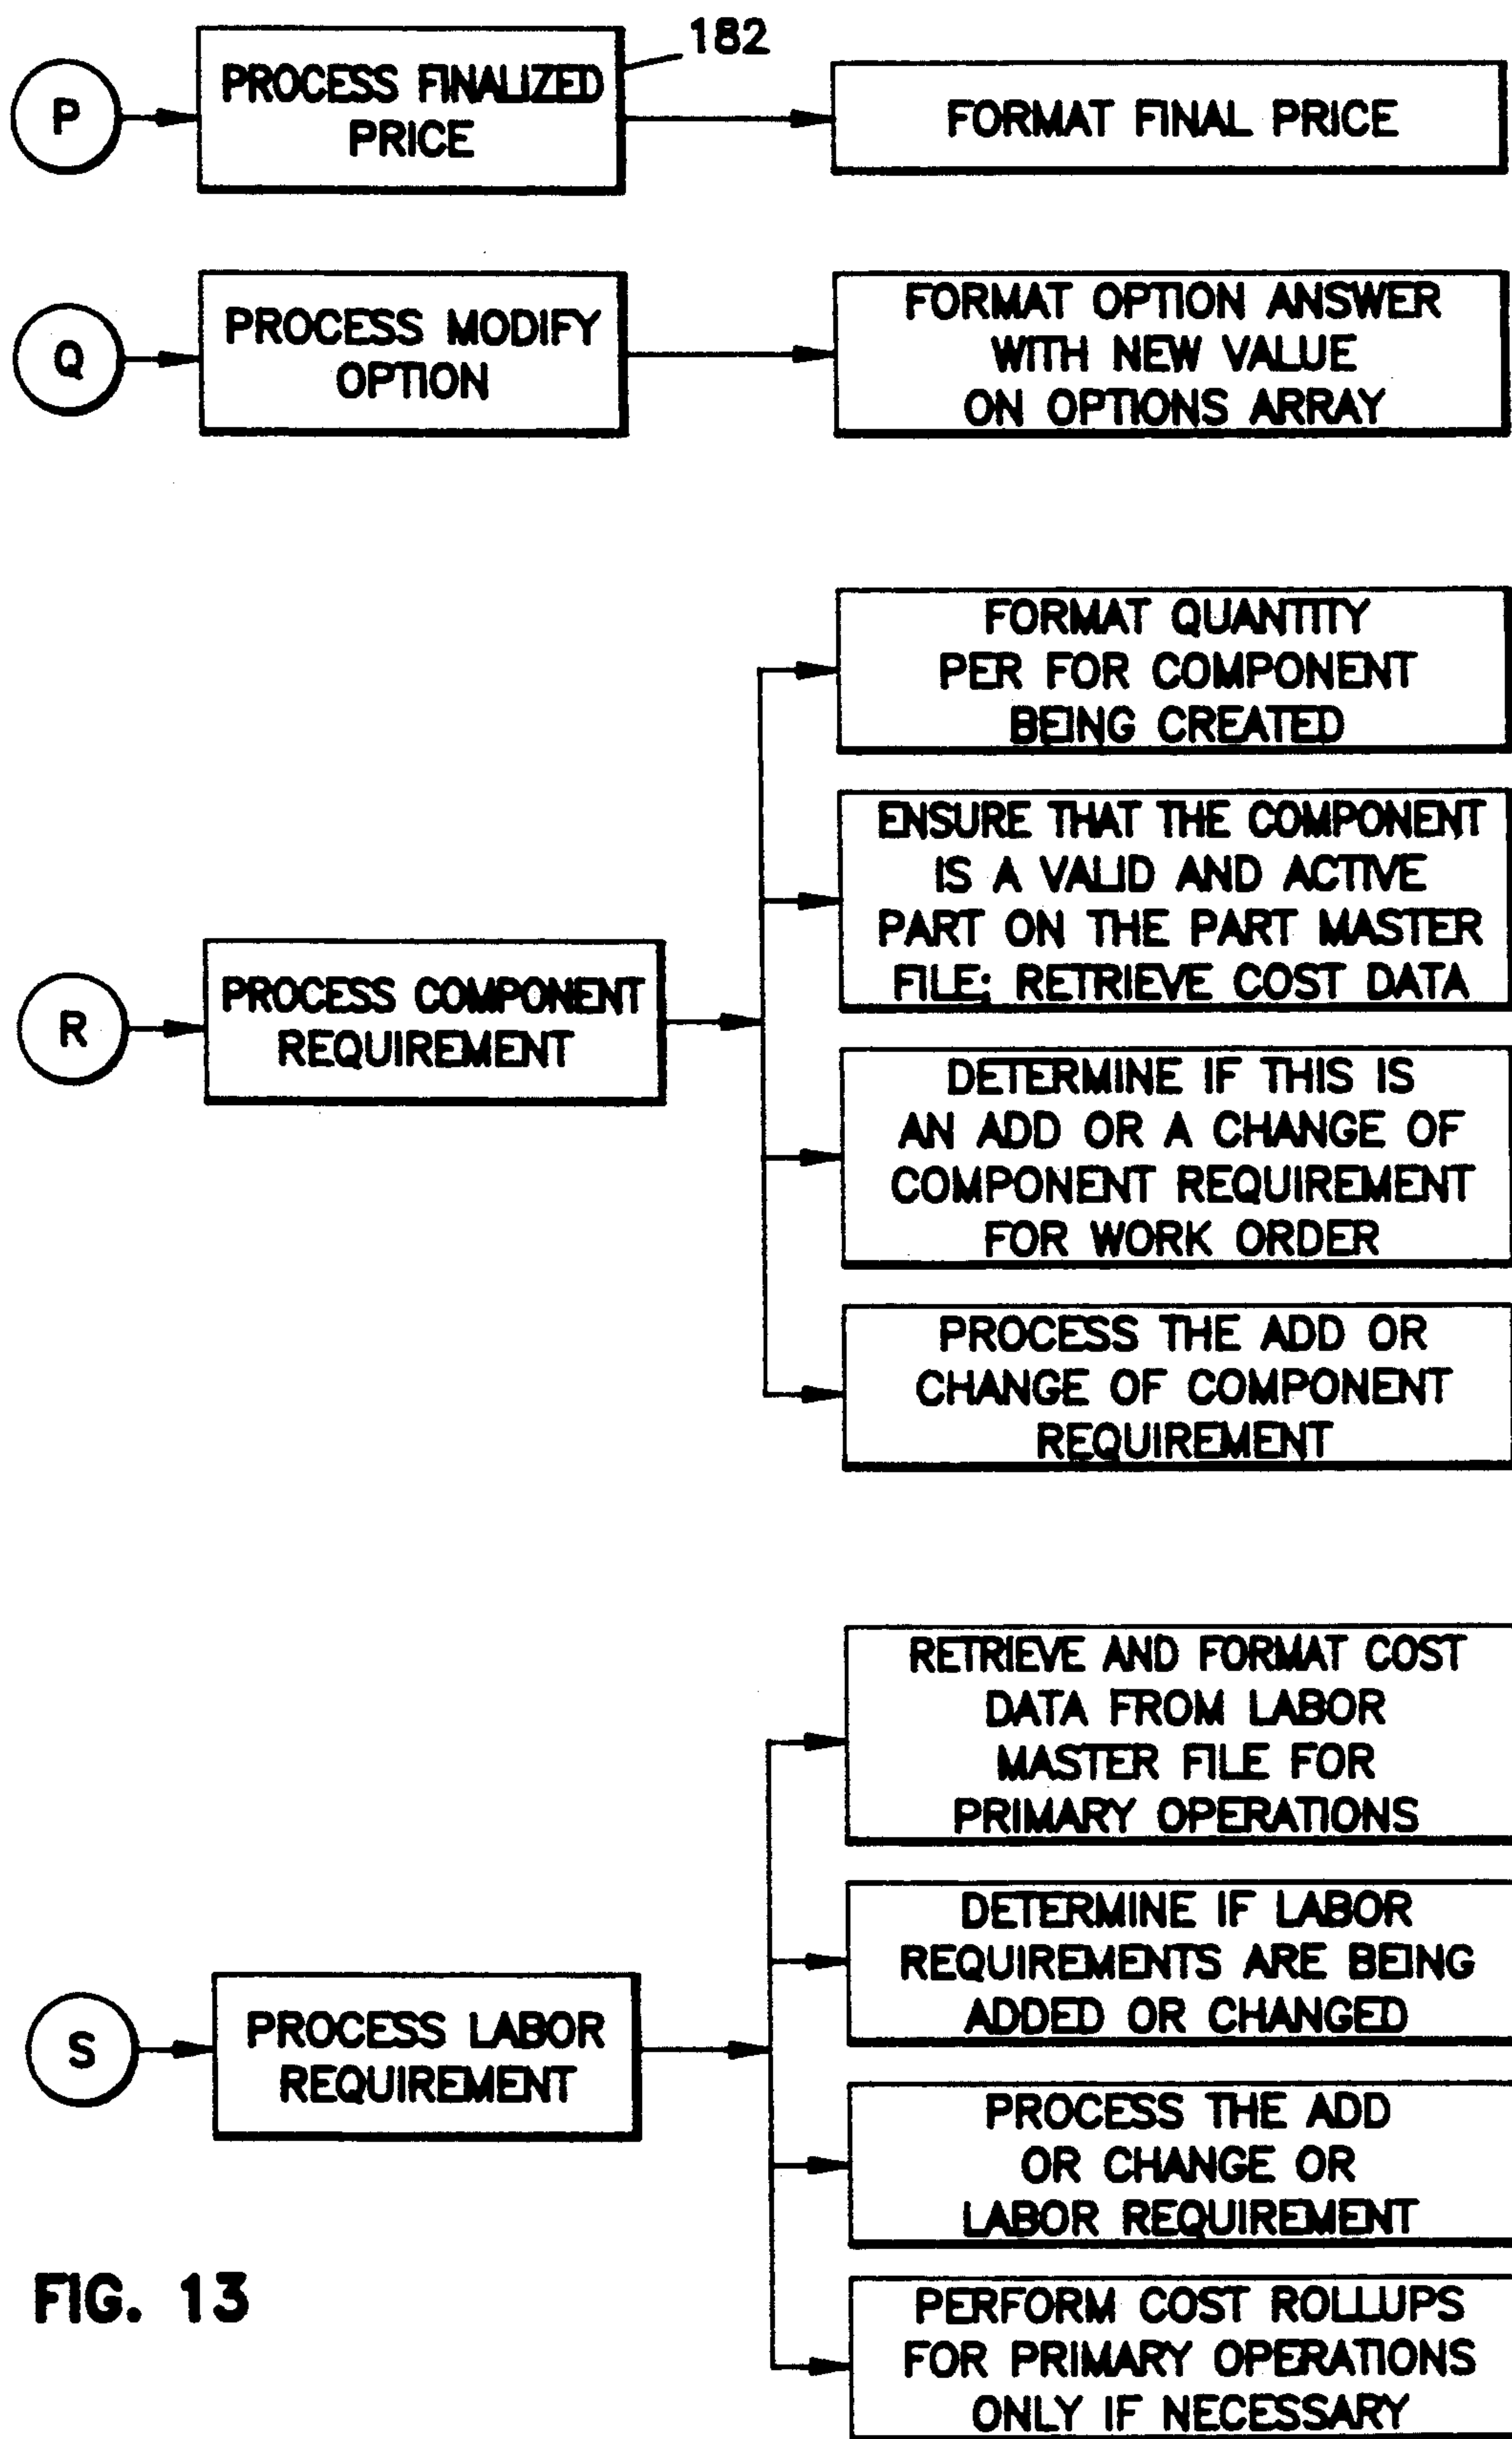 182
P
PROCESS FINALIZED
PRICE
FORMAT FINAL PRICE
Q
PROCESS MODIFY
OPTION
FORMAT OPTION ANSWER
WITH NEW VALUE
ON OPTIONS ARRAY
R
PROCESS COMPONENT
REQUIREMENT
FORMAT QUANTITY
PER FOR COMPONENT
BEING CREATED
ENSURE THAT THE COMPONENT
IS A VALID AND ACTIVE
PART ON THE PART MASTER
FILE; RETRIEVE COST DATA
DETERMINE IF THIS IS
AN ADD OR A CHANGE OF
COMPONENT REQUIREMENT
FOR WORK ORDER
PROCESS THE ADD OR
CHANGE OF COMPONENT
REQUIREMENT
S
PROCESS LABOR
REQUIREMENT
RETRIEVE AND FORMAT COST
DATA FROM LABOR
MASTER FILE FOR
PRIMARY OPERATIONS
DETERMINE IF LABOR
REQUIREMENTS ARE BEING
ADDED OR CHANGED
PROCESS THE ADD
OR CHANGE OR
LABOR REQUIREMENT
PERFORM COST ROLLUPS
FOR PRIMARY OPERATIONS
ONLY IF NECESSARY
FIG. 13